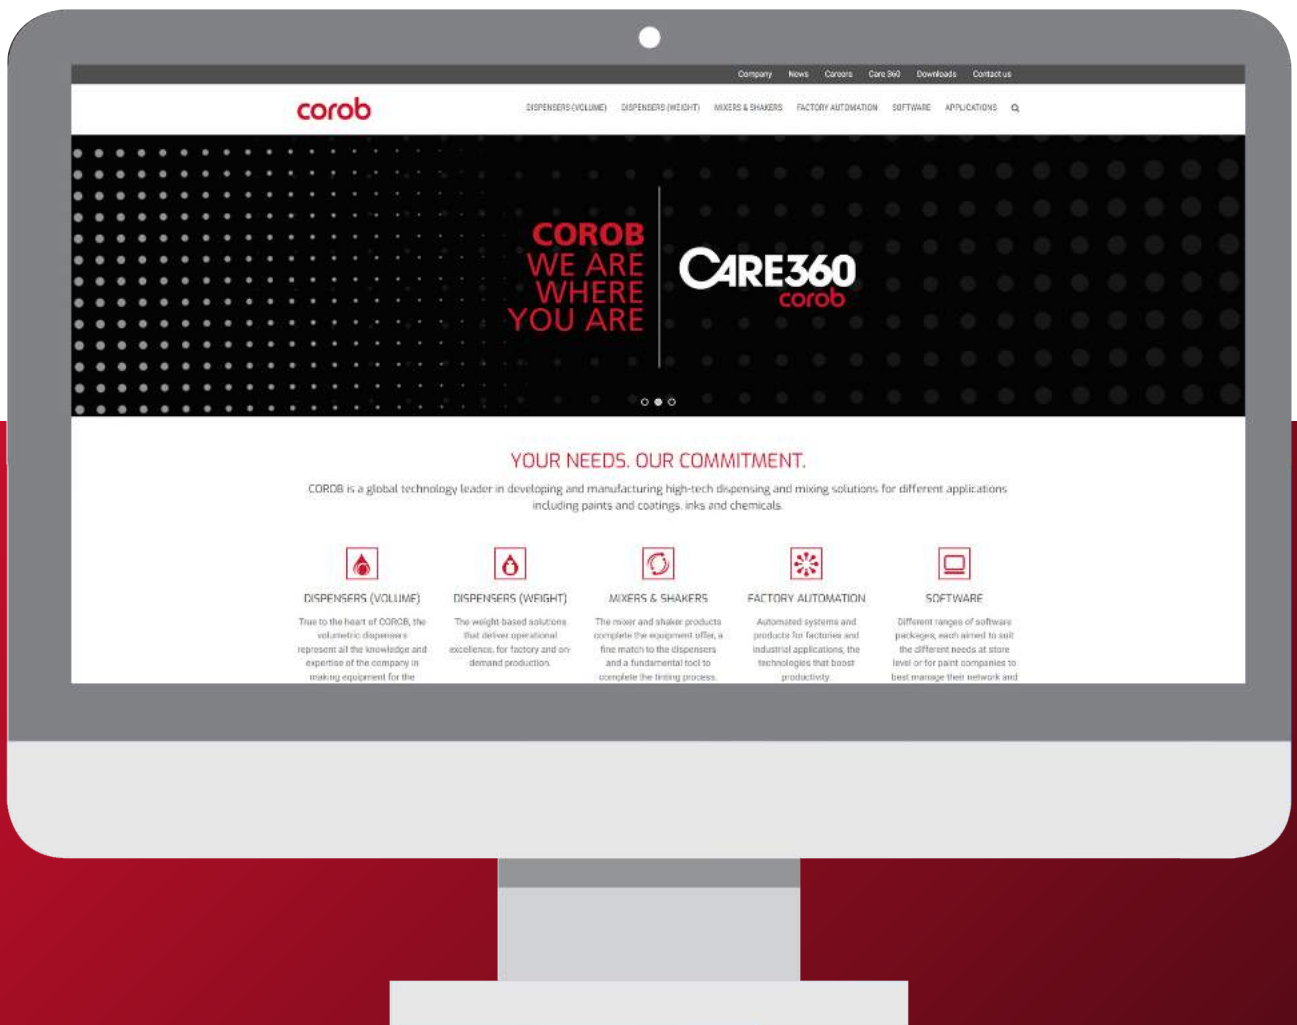 Company News Careers Care 360 Downloads Contact us
corob
DISPENSERS (VOLUME) DISPENSERS (WEIGHT) MIXERS & SHAKERS FACTORY AUTOMATION SOFTWARE APPLICATIONS
COROB
WE ARE
WHERE
YOU ARE
CARE360
corob
YOUR NEEDS. OUR COMMITMENT.
COROB is a global technology leader in developing and manufacturing high-tech dispensing and mixing solutions for different applications
including paints and coatings, inks and chemicals.
DISPENSERS (VOLUME)
True to the heart of COROB, the
volumetric dispensers
represent all the knowledge and
expertise of the company in
making equipment for the
DISPENSERS (WEIGHT)
The weight-based solutions
that deliver operational
excellence, for factory and on-
demand production.
MIXERS & SHAKERS
The mixer and shaker products
complete the equipment offer, a
fine match to the dispensers
and a fundamental tool to
complete the tinting process.
FACTORY AUTOMATION
Automated systems and
products for factories and
industrial applications, the
technologies that boost
productivity.
SOFTWARE
Different ranges of software
packages, each aimed to suit
the different needs at store
level or for paint companies to
best manage their network and